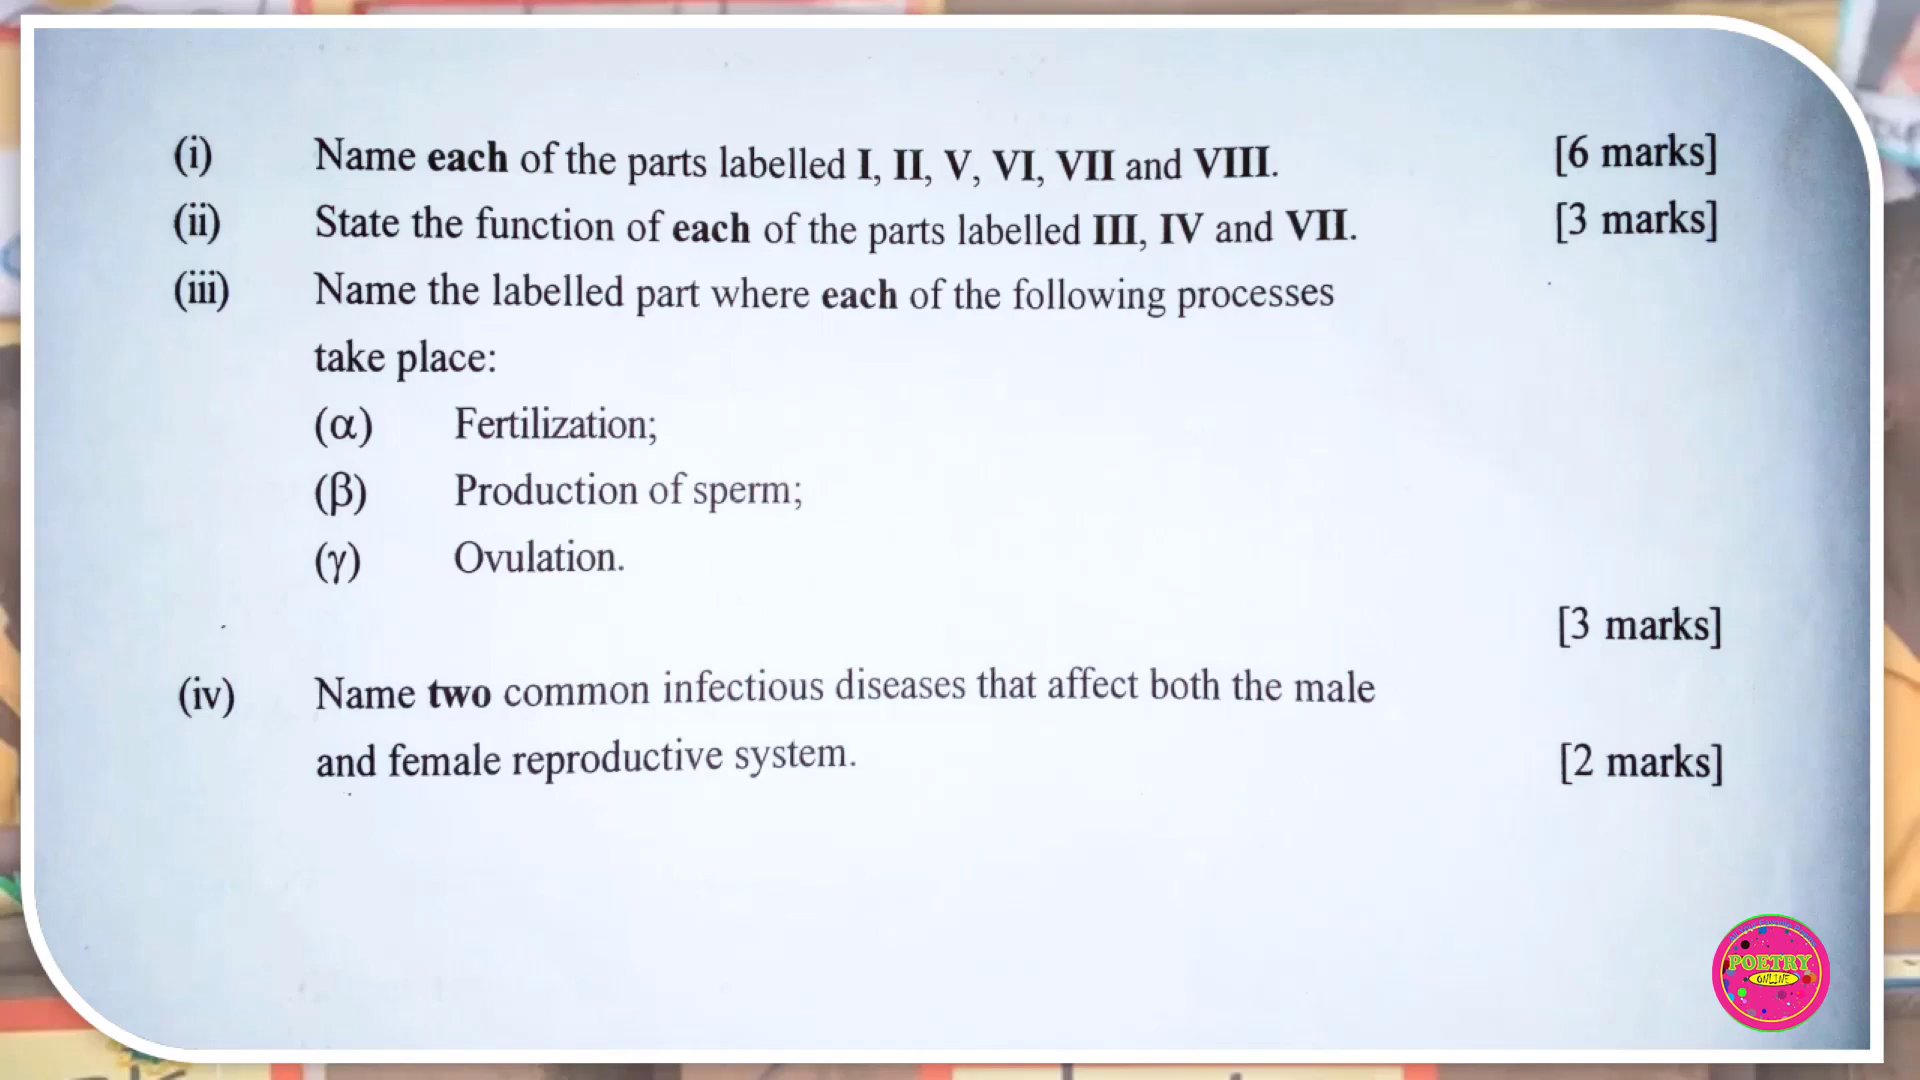 (i) Name each of the parts labelled I, II, V, VI, VII and VIII. [6 marks]
(ii) State the function of each of the parts labelled III, IV and VII. [3 marks]
(iii) Name the labelled part where each of the following processes
take place:
(α) Fertilization;
(β) Production of sperm;
(γ) Ovulation.
[3 marks]
(iv) Name two common infectious diseases that affect both the male
and female reproductive system. [2 marks]
POETRY
ONLINE